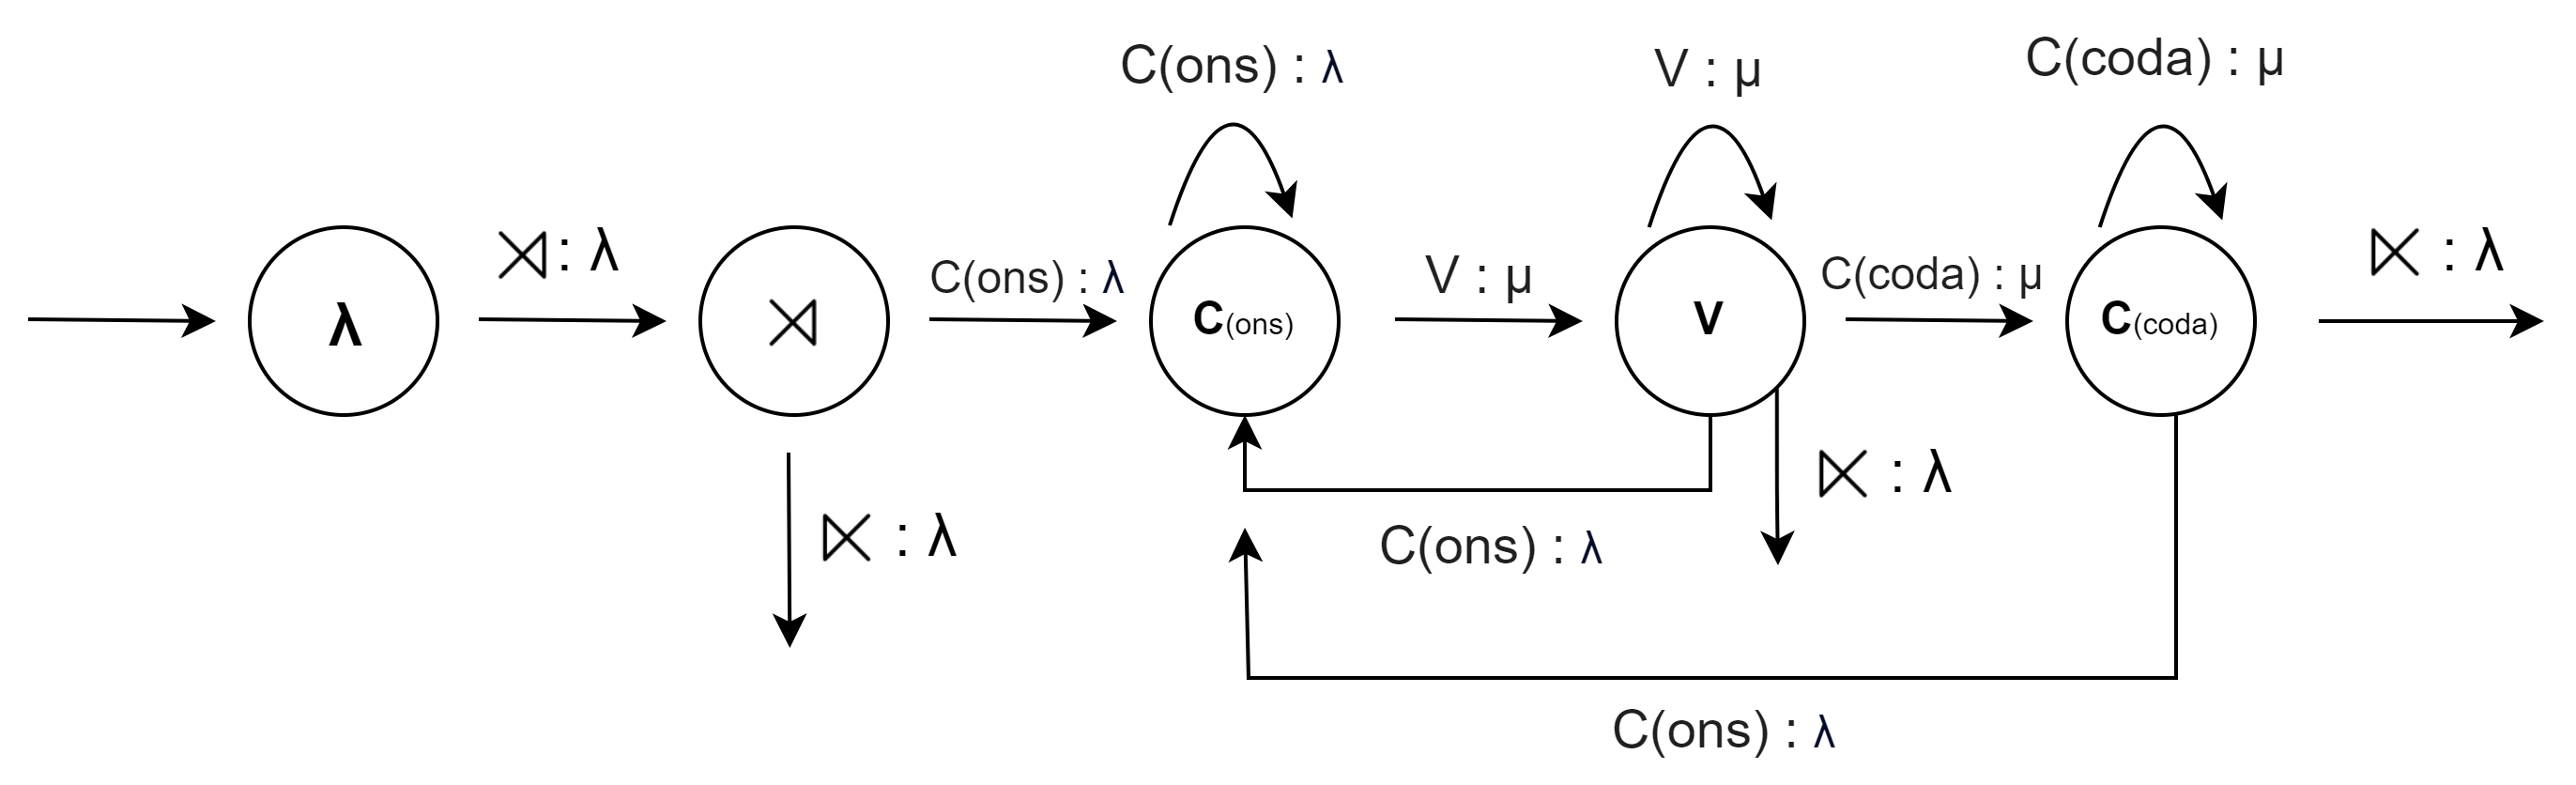 C(ons) : λ
V : μ
C(coda) : μ
λ
⋊ : λ
⋊
C(ons) : λ
C(ons)
V : μ
V
C(coda) : μ
C(coda)
⋉ : λ
⋉ : λ
C(ons) : λ
⋉ : λ
C(ons) : λ